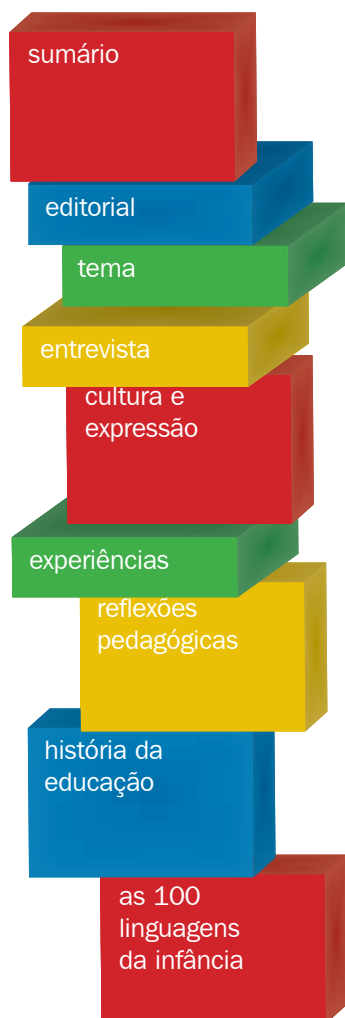 sumário
editorial
tema
entrevista
cultura e
expressão
experiências
reflexões
pedagógicas
história da
educação
as 100
linguagens
da infância